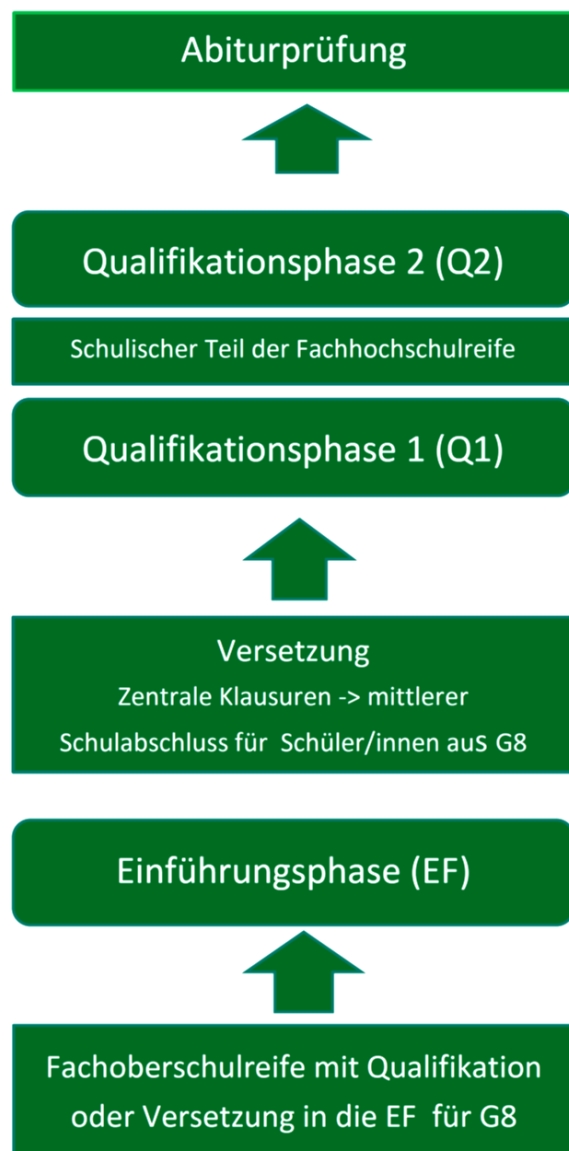 Abiturprüfung
Qualifikationsphase 2 (Q2)
Schulischer Teil der Fachhochschulreife
Qualifikationsphase 1 (Q1)
Versetzung
Zentrale Klausuren -> mittlerer
Schulabschluss für Schüler/innen aus G8
Einführungsphase (EF)
Fachoberschulreife mit Qualifikation
oder Versetzung in die EF für G8